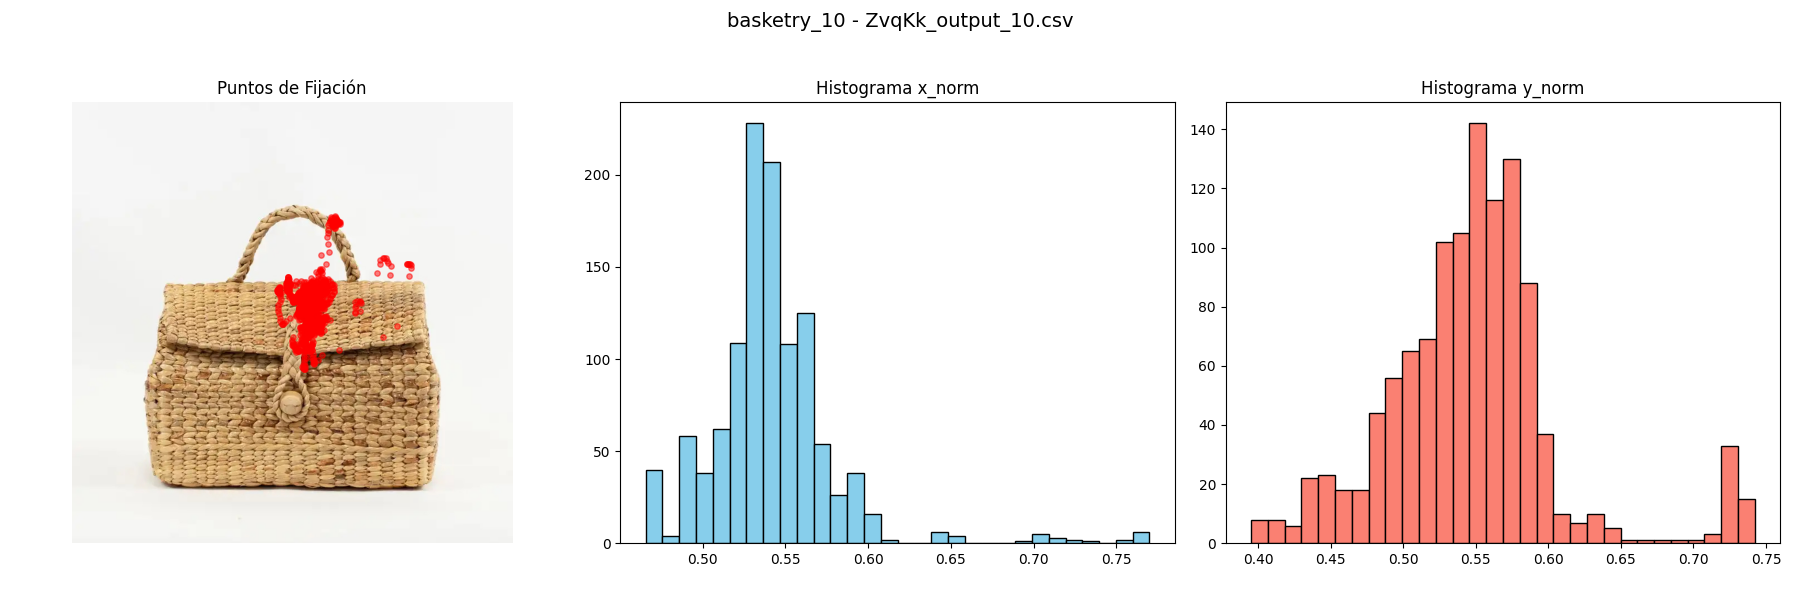 basketry_10 - ZvqKk_output_10.csv
Puntos de Fijación
Histograma x_norm
200
150
100
50
0
0.50 0.55 0.60 0.65 0.70 0.75
Histograma y_norm
140
120
100
80
60
40
20
0
0.40 0.45 0.50 0.55 0.60 0.65 0.70 0.75